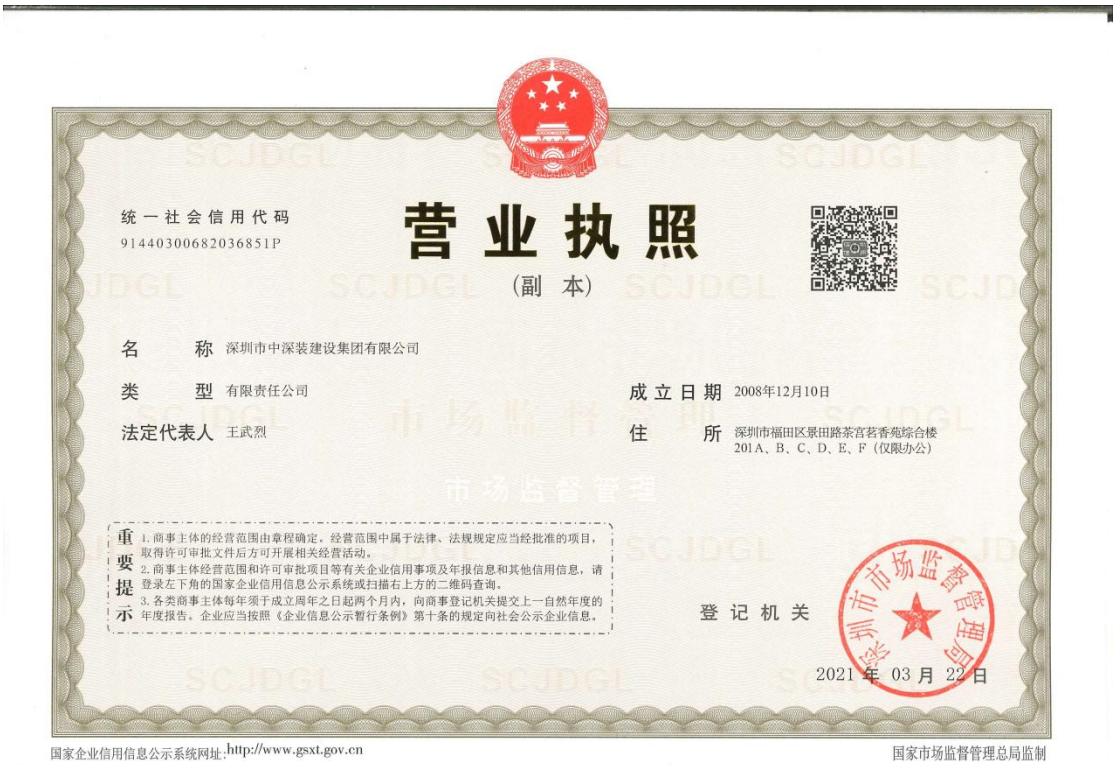 统一社会信用代码
91440300682036851P
营业执照
(副 本)
名 称 深圳市中深装建设集团有限公司
类 型 有限责任公司
成立日期 2008年12月10日
法定代表人 王武烈
住 所 深圳市福田区景田路茶宫茗香苑综合楼
201A、B、C、D、E、F（仅限办公）
市场监督管理
重要提示
1.商事主体的经营范围由章程确定。经营范围中属于法律、法规规定应当经批准的项目，
取得许可审批文件后方可开展相关经营活动。
2.商事主体经营范围和许可审批项目等有关企业信用事项及年报信息和其他信用信息，请
登录左下角的国家企业信用信息公示系统或扫描右上方的二维码查询。
3.各类商事主体每年须于成立周年之日起两个月内，向商事登记机关提交上一自然年度的
年度报告。企业应当按照《企业信息公示暂行条例》第十条的规定向社会公示企业信息。
登记机关
深圳市市场监督管理局
2021 年 03 月 22 日
国家企业信用信息公示系统网址:http://www.gsxt.gov.cn
国家市场监督管理总局监制
SCJDGL